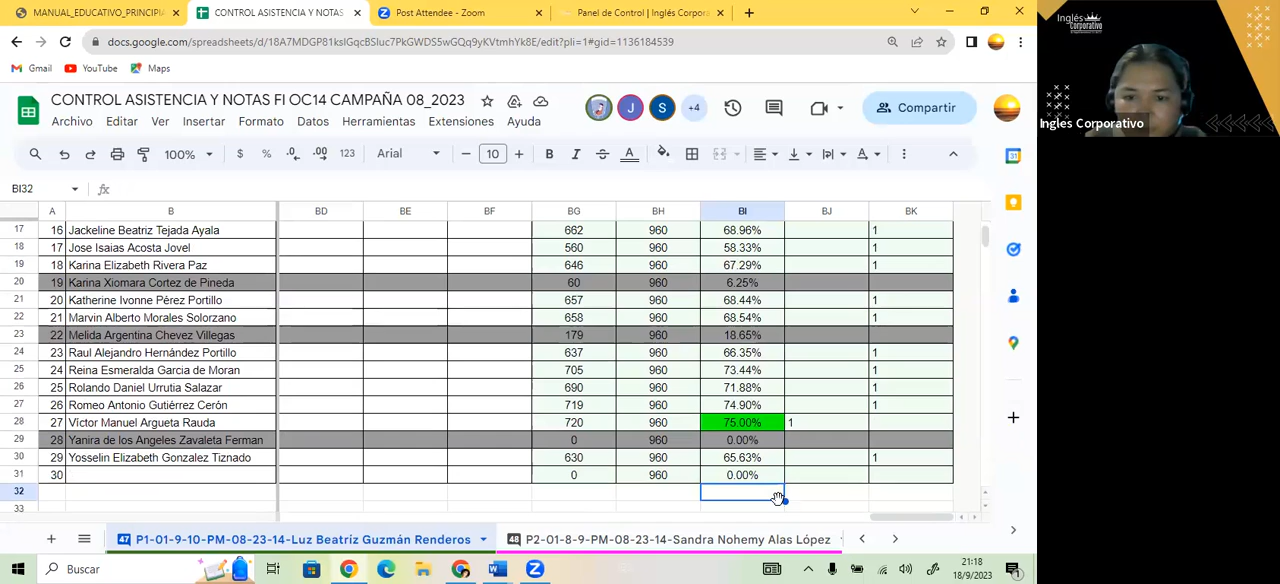 MANUAL_EDUCATIVO_PRINCIPIA
CONTROL ASISTENCIA Y NOTAS
Post Attendee - Zoom
Panel de Control | Inglés Corpora
docs.google.com/spreadsheets/d/18A7MDGP81kslGqcBSluc7PkGWDS5wGQq9yKVtmhYk8E/edit?pli=1#gid=1136184539
Gmail YouTube Maps
CONTROL ASISTENCIA Y NOTAS FI OC14 CAMPAÑA 08_2023
J S +4 Compartir
Archivo Editar Ver Insertar Formato Datos Herramientas Extensiones Ayuda
100% $ % .0 .00 123 Arial 10 B I S A
BI32 fx
A B BD BE BF BG BH BI BJ BK
17 16 Jackeline Beatriz Tejada Ayala 662 960 68.96% 1
18 17 Jose Isaias Acosta Jovel 560 960 58.33% 1
19 18 Karina Elizabeth Rivera Paz 646 960 67.29% 1
20 19 Karina Xiomara Cortez de Pineda 60 960 6.25%
21 20 Katherine Ivonne Pérez Portillo 657 960 68.44% 1
22 21 Marvin Alberto Morales Solorzano 658 960 68.54% 1
23 22 Melida Argentina Chevez Villegas 179 960 18.65%
24 23 Raul Alejandro Hernández Portillo 637 960 66.35% 1
25 24 Reina Esmeralda Garcia de Moran 705 960 73.44% 1
26 25 Rolando Daniel Urrutia Salazar 690 960 71.88% 1
27 26 Romeo Antonio Gutiérrez Cerón 719 960 74.90% 1
28 27 Víctor Manuel Argueta Rauda 720 960 75.00% 1
29 28 Yanira de los Angeles Zavaleta Ferman 0 960 0.00%
30 29 Yosselin Elizabeth Gonzalez Tiznado 630 960 65.63% 1
31 30 0 960 0.00%
32
33
47 P1-01-9-10-PM-08-23-14-Luz Beatriz Guzmán Renderos
48 P2-01-8-9-PM-08-23-14-Sandra Nohemy Alas López
Buscar
21:18
18/9/2023
1
Inglés
Corporativo
Ingles Corporativo
31